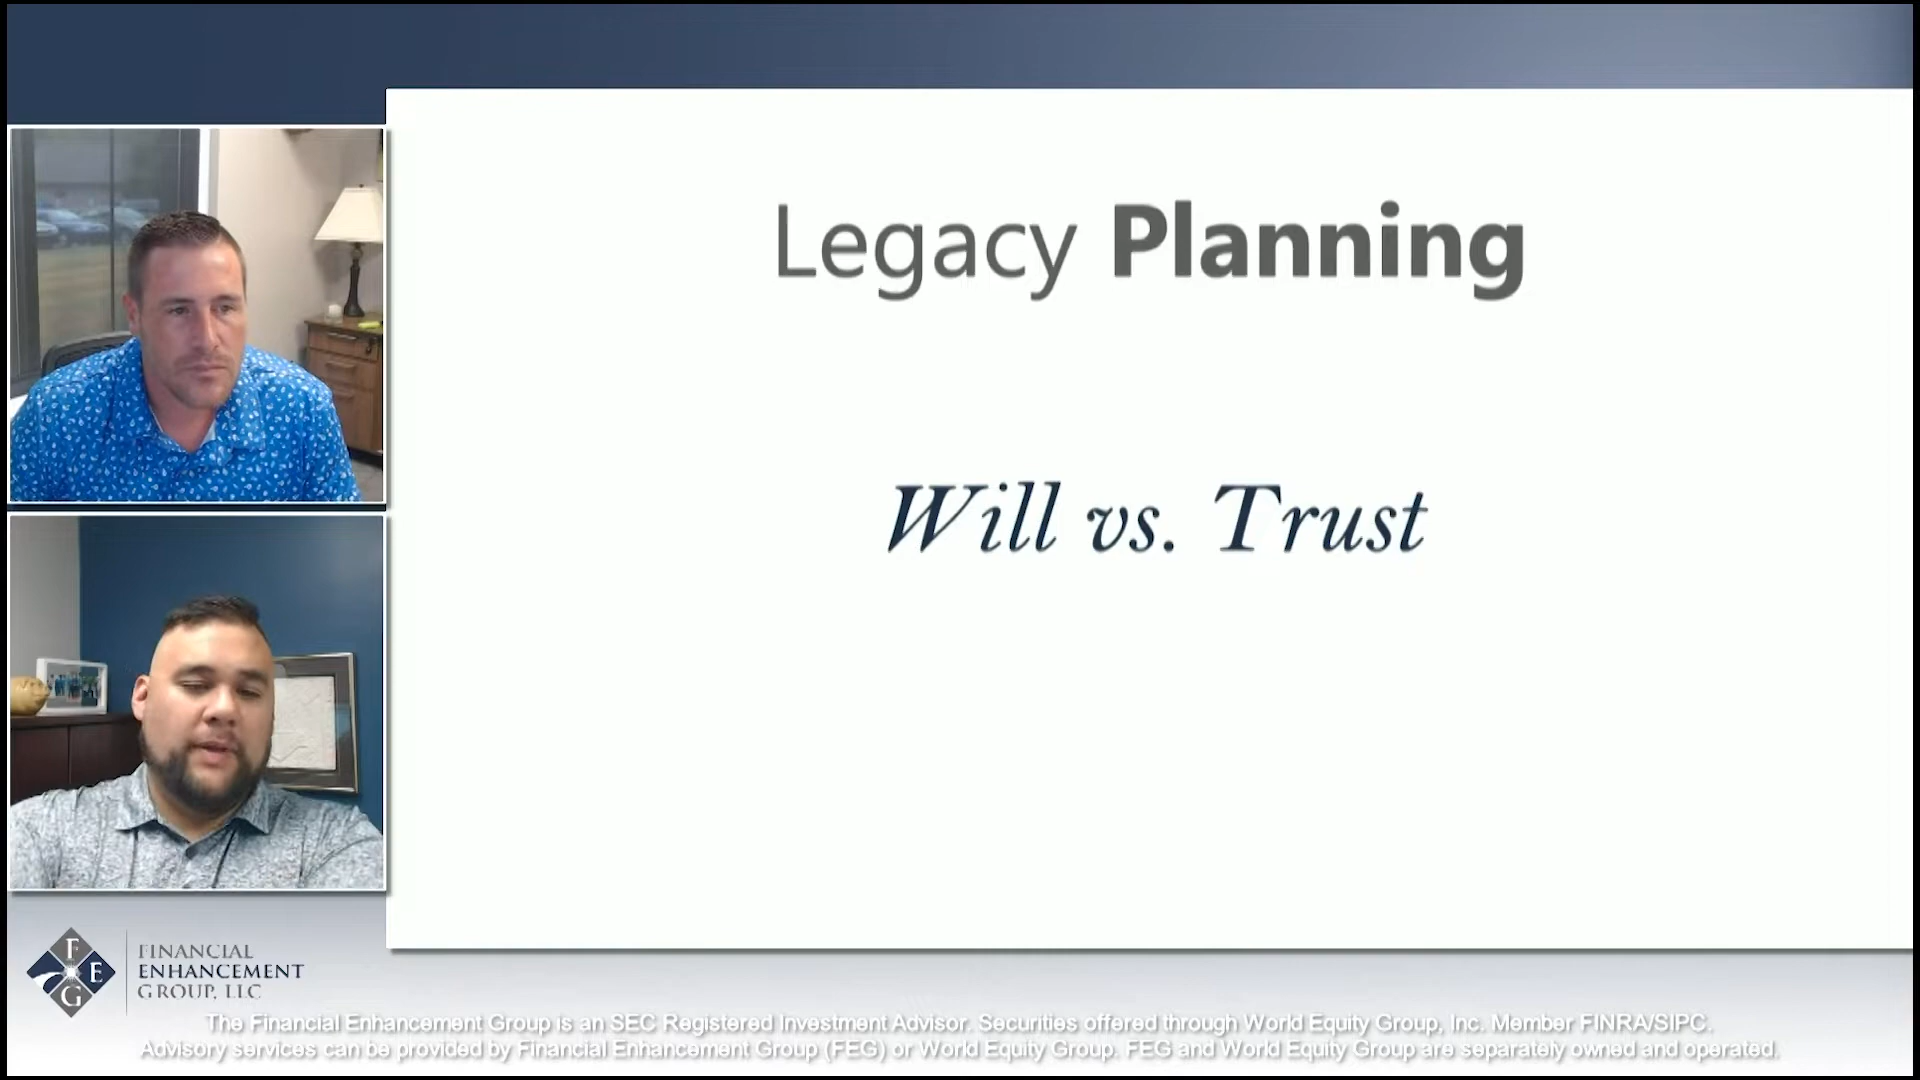 Legacy Planning
Will vs. Trust
F
E
G
FINANCIAL
ENHANCEMENT
GROUP, LLC
The Financial Enhancement Group is an SEC Registered Investment Advisor. Securities offered through World Equity Group, Inc. Member FINRA/SIPC.
Advisory services can be provided by Financial Enhancement Group (FEG) or World Equity Group. FEG and World Equity Group are separately owned and operated.